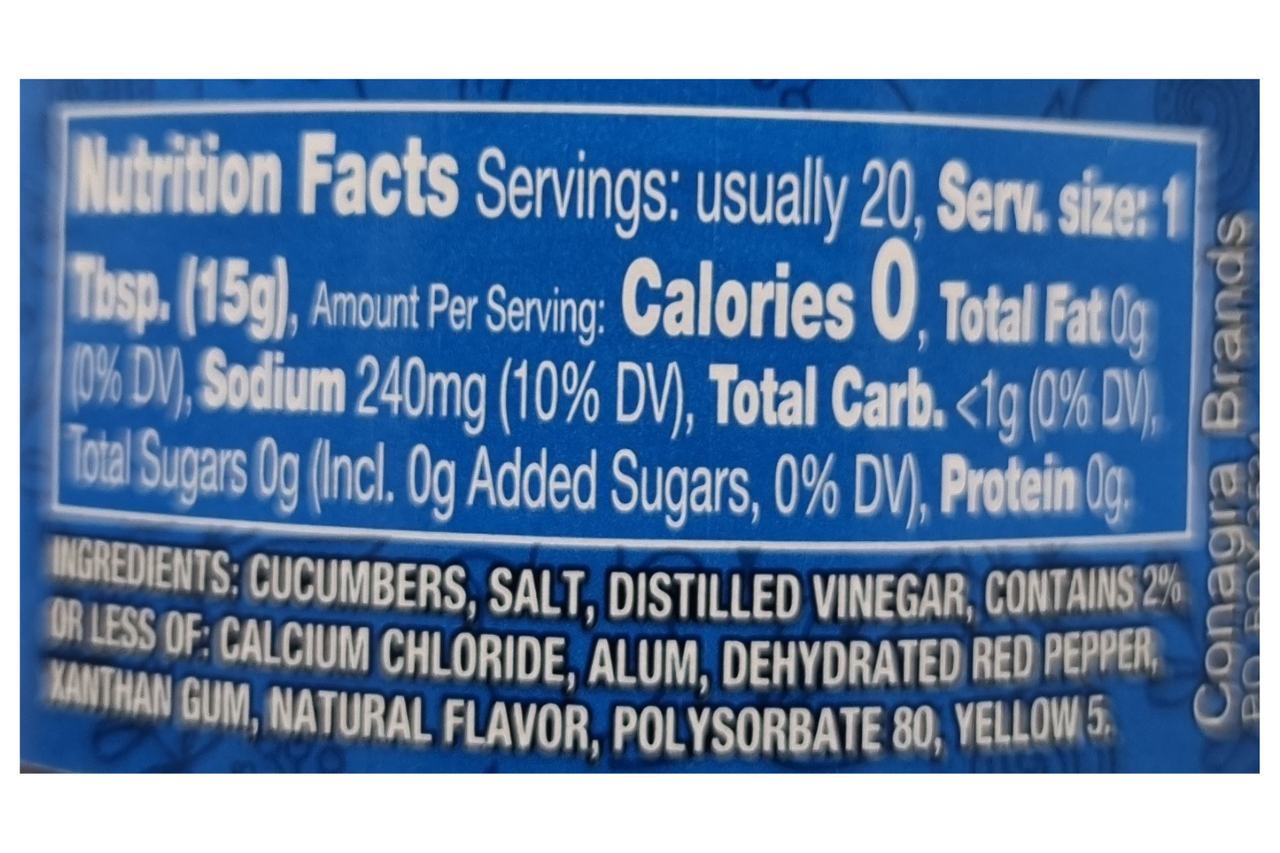 Nutrition Facts Servings: usually 20, Serv. size: 1
Tbsp. (15g), Amount Per Serving: Calories 0, Total Fat 0g
(0% DV), Sodium 240mg (10% DV), Total Carb. <1g (0% DV),
Total Sugars 0g (Incl. 0g Added Sugars, 0% DV), Protein 0g.
INGREDIENTS: CUCUMBERS, SALT, DISTILLED VINEGAR, CONTAINS 2%
OR LESS OF: CALCIUM CHLORIDE, ALUM, DEHYDRATED RED PEPPER,
XANTHAN GUM, NATURAL FLAVOR, POLYSORBATE 80, YELLOW 5.
Conagra Brands